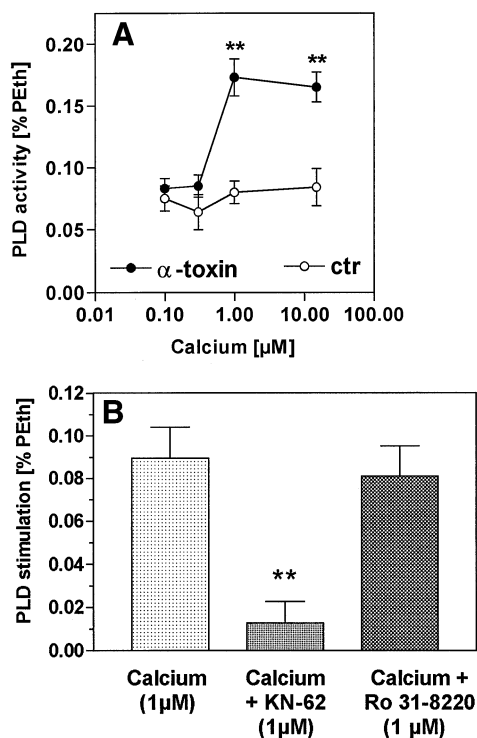 A
PLD activity [% PEth]
0.20
0.15
0.10
0.05
0.00
** **
α-toxin ctr
0.01 0.10 1.00 10.00 100.00
Calcium [µM]
B
PLD stimulation [% PEth]
0.12
0.10
0.08
0.06
0.04
0.02
0.00
**
Calcium
(1µM)
Calcium
+ KN-62
(1µM)
Calcium +
Ro 31-8220
(1 µM)